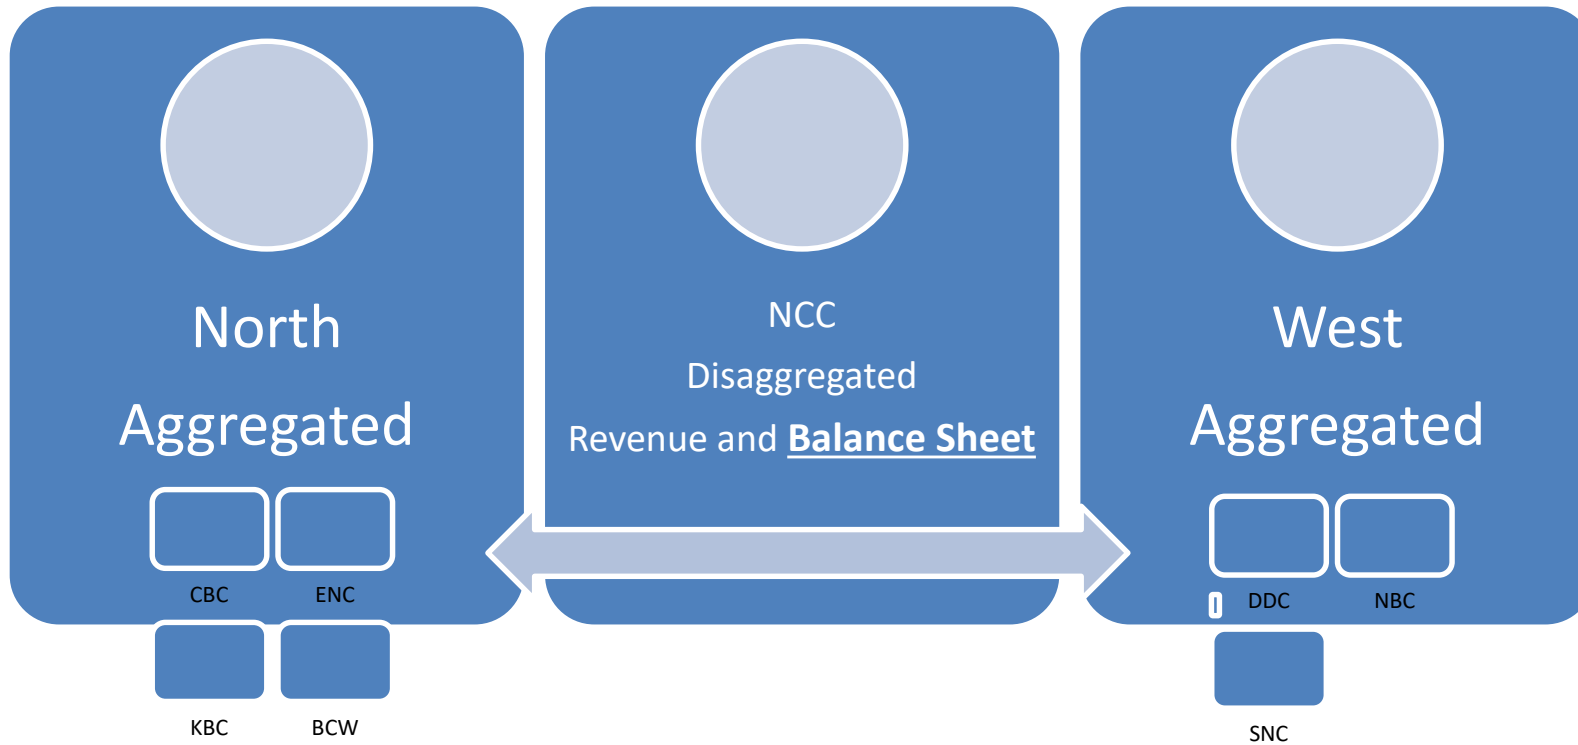 North
Aggregated
CBC ENC
KBC BCW
NCC
Disaggregated
Revenue and Balance Sheet
West
Aggregated
DDC NBC
SNC